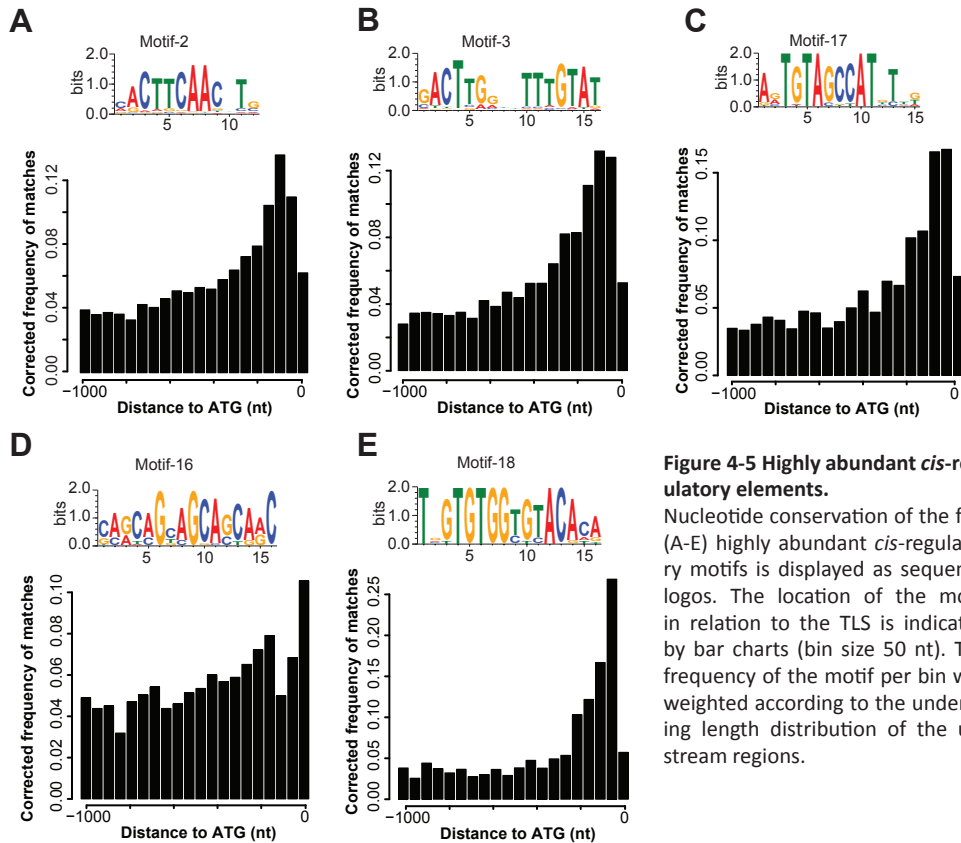 A
Motif-2
bits
2.0
1.0
0.0
5
10
Corrected frequency of matches
0.12
0.08
0.04
0.00
−1000
0
Distance to ATG (nt)
B
Motif-3
bits
2.0
1.0
0.0
5
10
15
Corrected frequency of matches
0.12
0.08
0.04
0.00
−1000
0
Distance to ATG (nt)
C
Motif-17
bits
2.0
1.0
0.0
5
10
15
Corrected frequency of matches
0.15
0.10
0.05
0.00
−1000
0
Distance to ATG (nt)
D
Motif-16
bits
2.0
1.0
0.0
5
10
15
Corrected frequency of matches
0.10
0.08
0.06
0.04
0.02
0.00
−1000
0
Distance to ATG (nt)
E
Motif-18
bits
2.0
1.0
0.0
5
10
15
Corrected frequency of matches
0.25
0.20
0.15
0.10
0.05
0.00
−1000
0
Distance to ATG (nt)
Figure 4-5 Highly abundant cis-re
ulatory elements.
Nucleotide conservation of the f
(A-E) highly abundant cis-regula
ry motifs is displayed as sequen
logos. The location of the mo
in relation to the TLS is indicat
by bar charts (bin size 50 nt). T
frequency of the motif per bin w
weighted according to the under
ing length distribution of the u
stream regions.